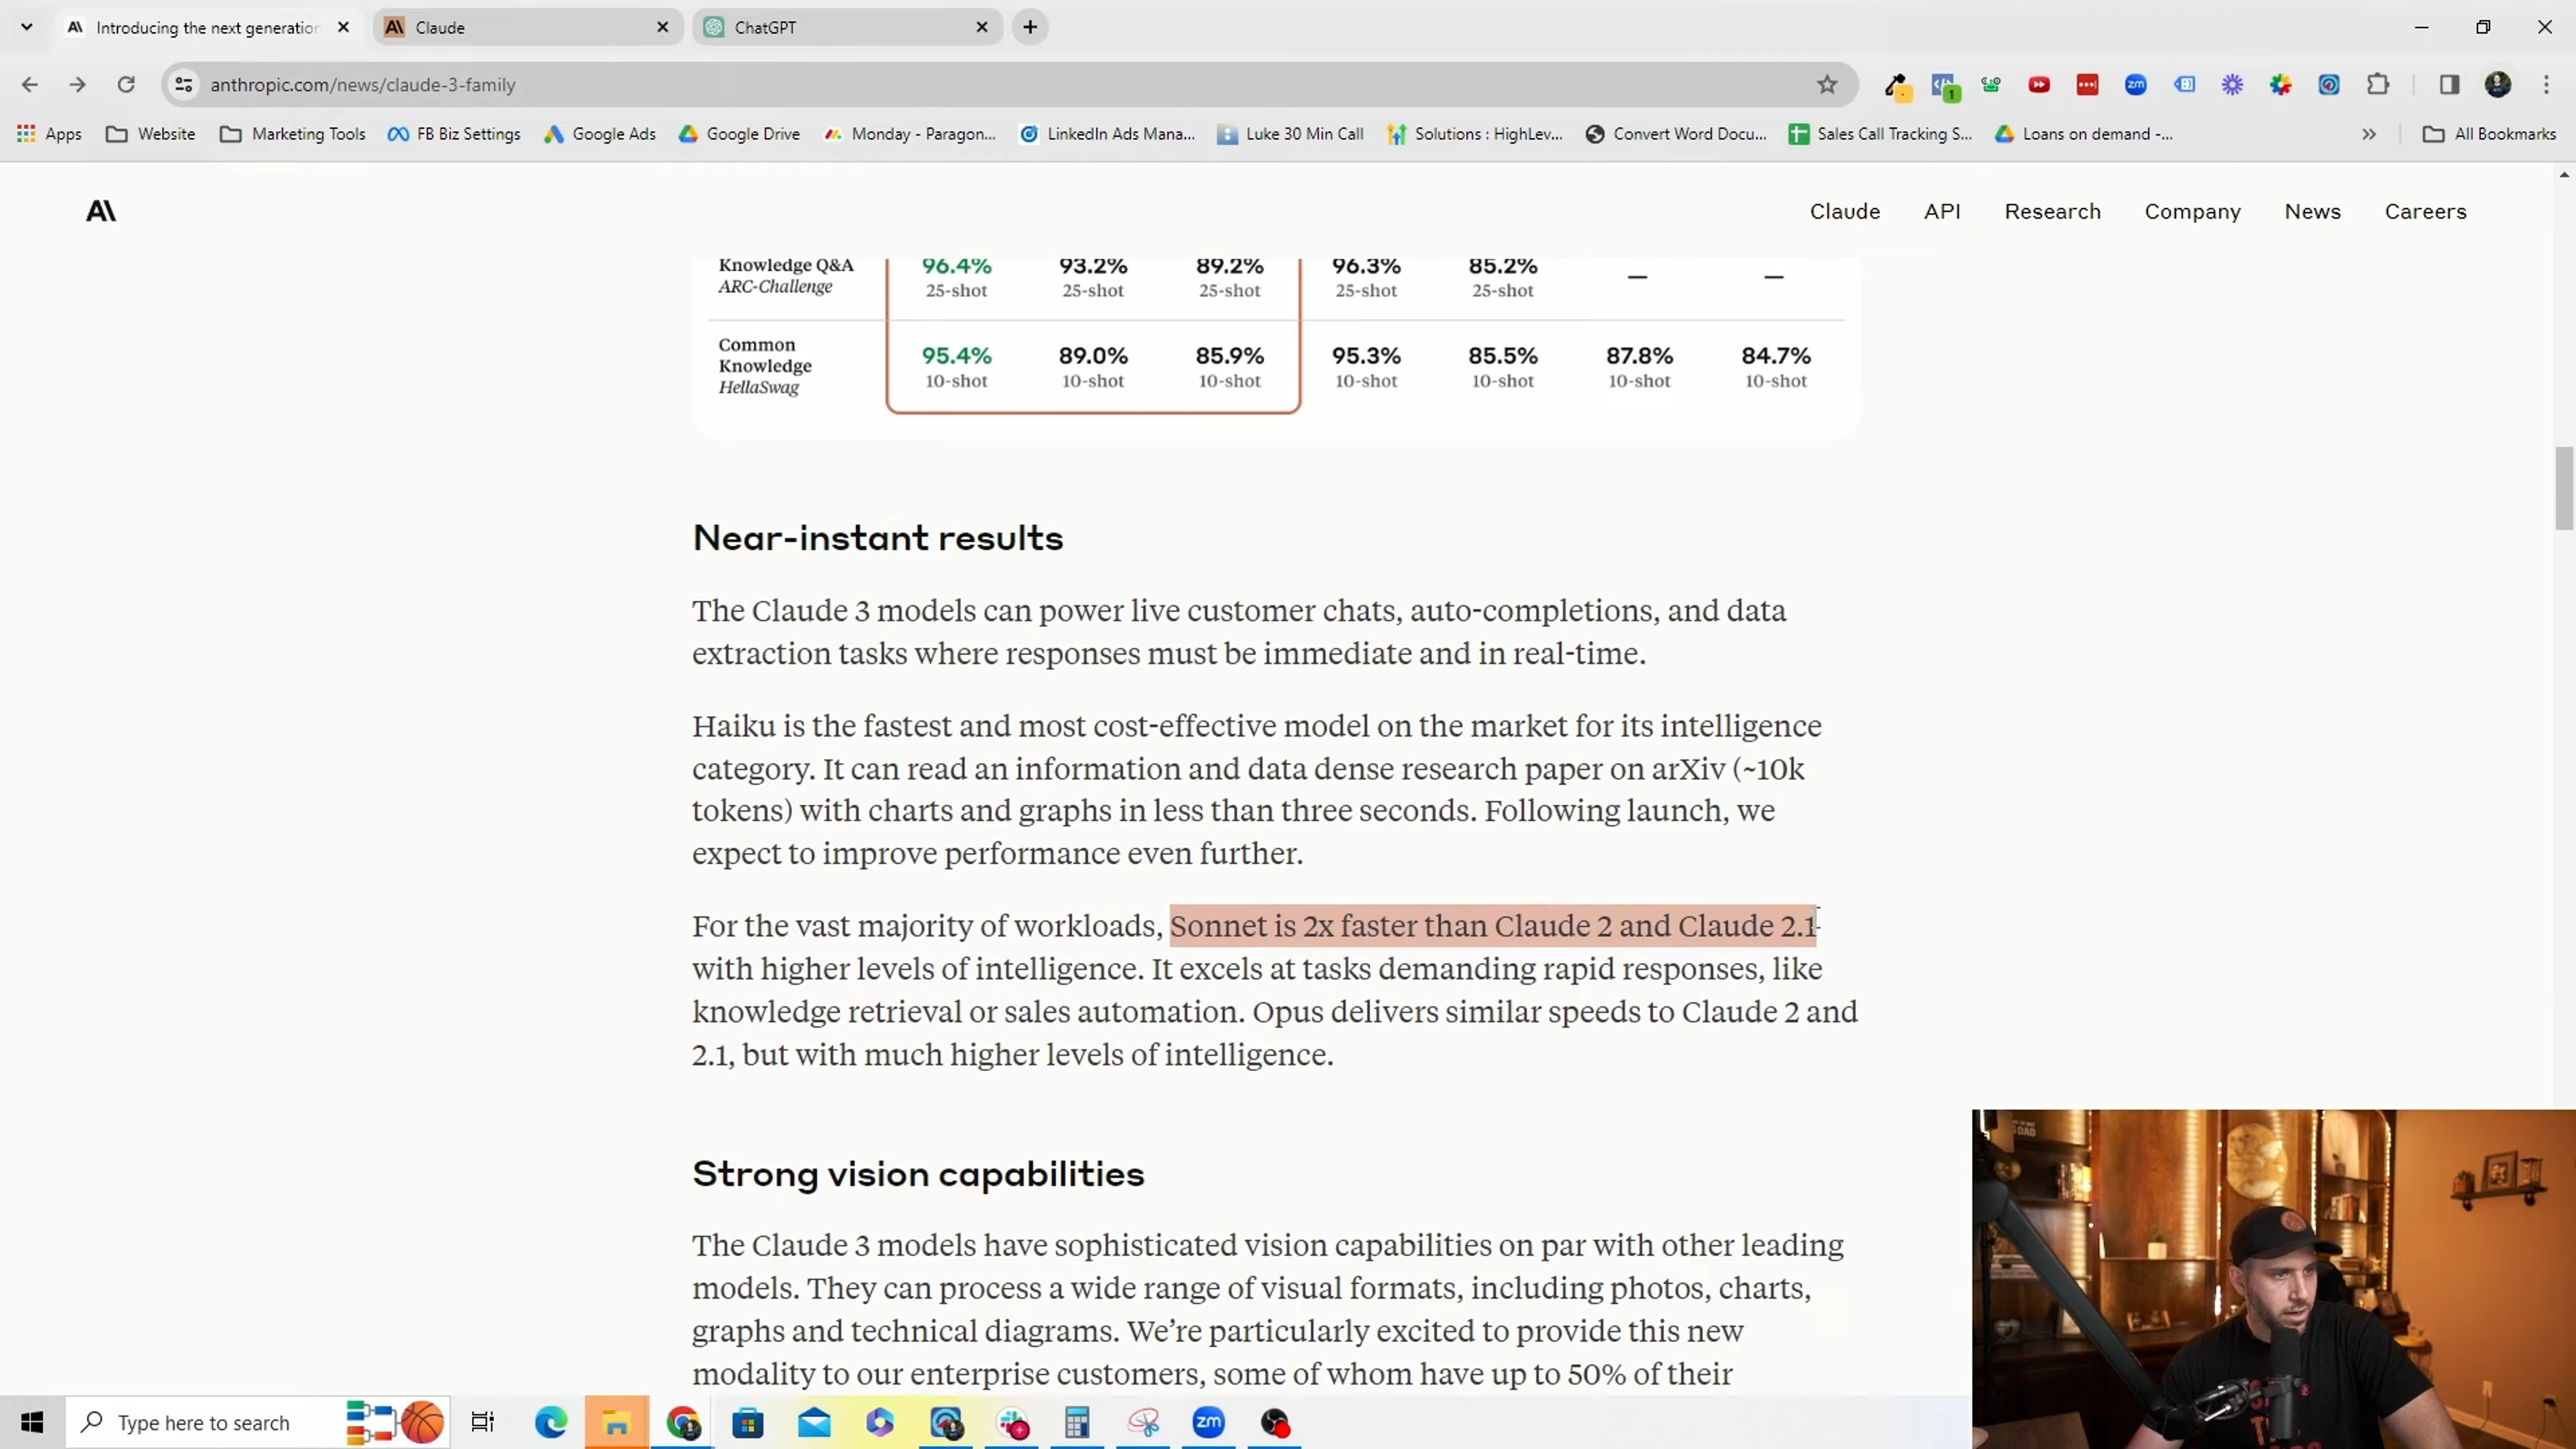 Introducing the next generation
Claude
ChatGPT
anthropic.com/news/claude-3-family
1
zm
Apps
Website
Marketing Tools
FB Biz Settings
Google Ads
Google Drive
Monday - Paragon...
LinkedIn Ads Mana...
Luke 30 Min Call
Solutions : HighLev...
Convert Word Docu...
Sales Call Tracking S...
Loans on demand -...
All Bookmarks
Claude
API
Research
Company
News
Careers
Knowledge Q&A
ARC-Challenge
96.4% 93.2% 89.2% 96.3% 85.2% — —
25-shot 25-shot 25-shot 25-shot 25-shot
Common
Knowledge
HellaSwag
95.4% 89.0% 85.9% 95.3% 85.5% 87.8% 84.7%
10-shot 10-shot 10-shot 10-shot 10-shot 10-shot 10-shot
Near-instant results
The Claude 3 models can power live customer chats, auto-completions, and data
extraction tasks where responses must be immediate and in real-time.
Haiku is the fastest and most cost-effective model on the market for its intelligence
category. It can read an information and data dense research paper on arXiv (~10k
tokens) with charts and graphs in less than three seconds. Following launch, we
expect to improve performance even further.
For the vast majority of workloads, Sonnet is 2x faster than Claude 2 and Claude 2.1
with higher levels of intelligence. It excels at tasks demanding rapid responses, like
knowledge retrieval or sales automation. Opus delivers similar speeds to Claude 2 and
2.1, but with much higher levels of intelligence.
Strong vision capabilities
The Claude 3 models have sophisticated vision capabilities on par with other leading
models. They can process a wide range of visual formats, including photos, charts,
graphs and technical diagrams. We're particularly excited to provide this new
modality to our enterprise customers, some of whom have up to 50% of their
Type here to search
zm